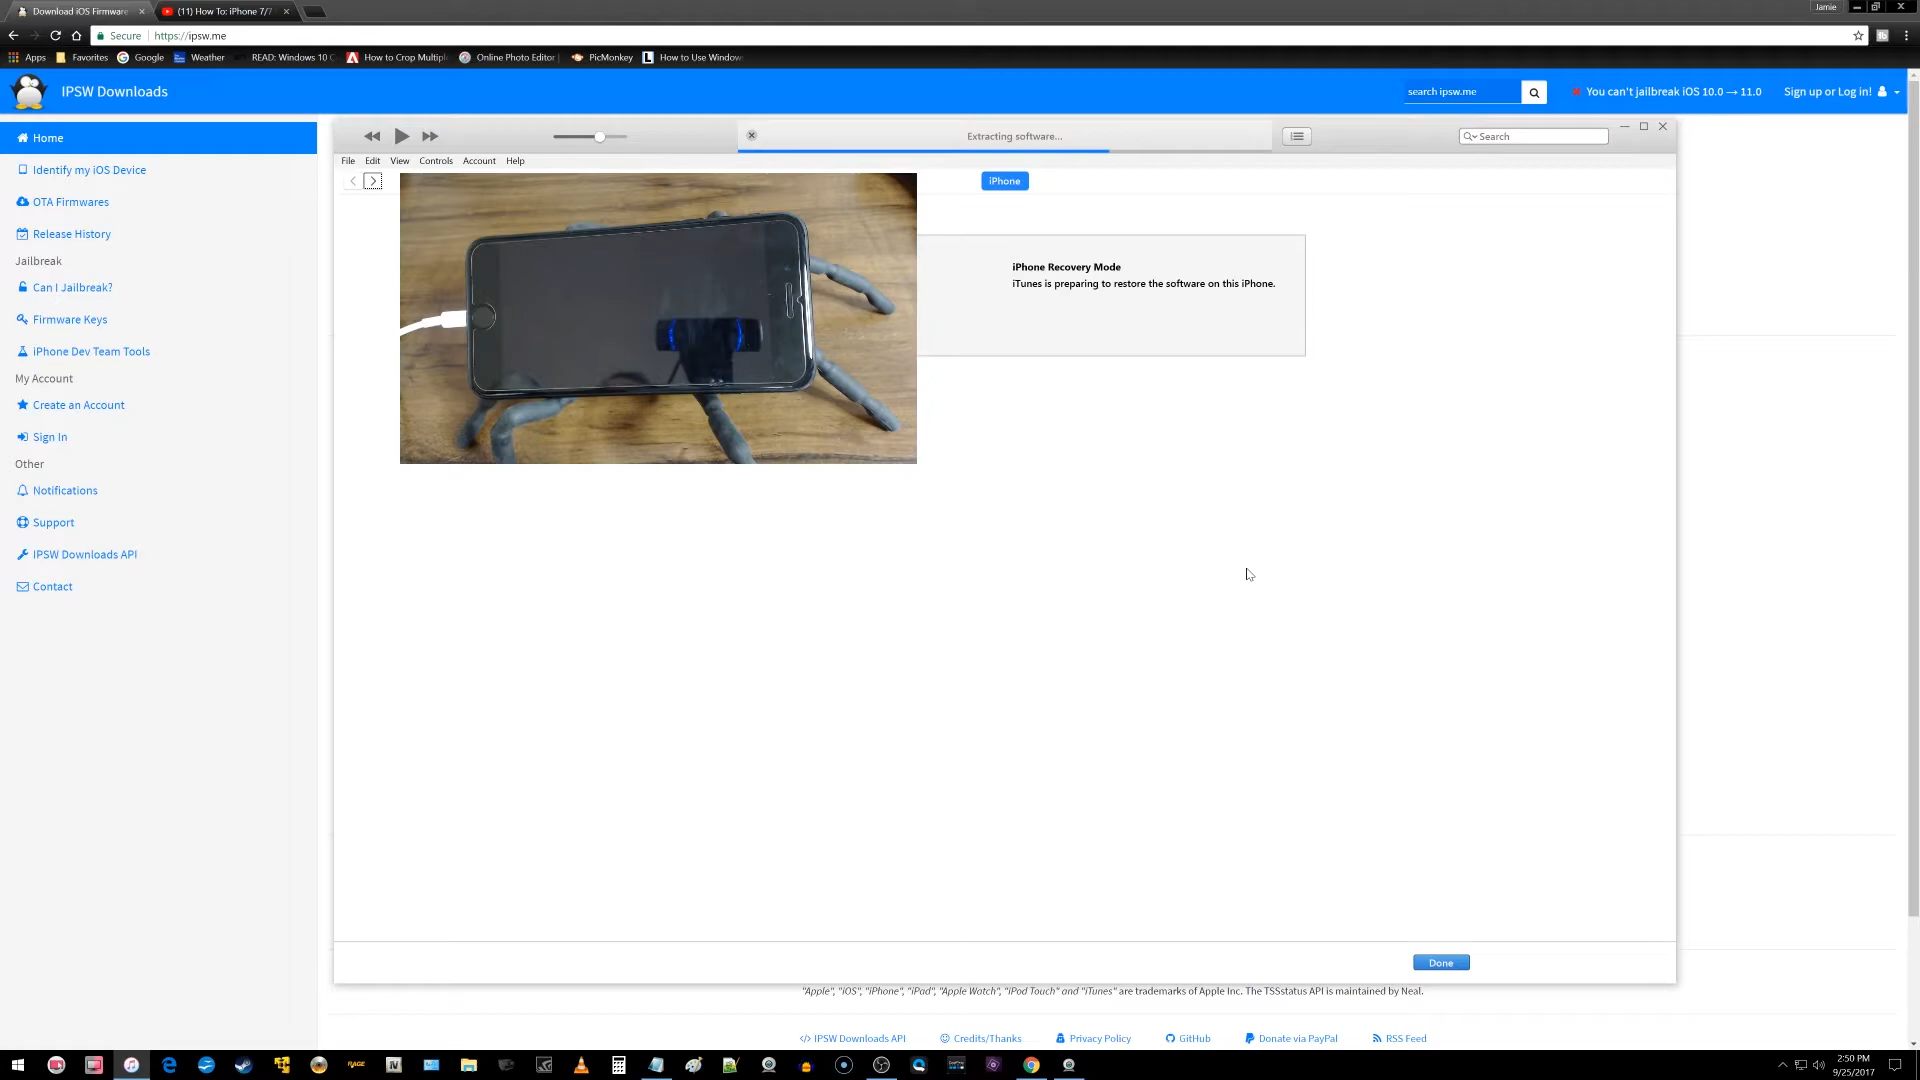 Download iOS Firmware
(11) How To: iPhone 7/7
Jamie
Secure
https://ipsw.me
Apps
Favorites
Google
Weather
READ: Windows 10 C
How to Crop Multipl
Online Photo Editor
PicMonkey
How to Use Window
IPSW Downloads
search ipsw.me
You can't jailbreak iOS 10.0 → 11.0
Sign up or Log in!
Home
Identify my iOS Device
OTA Firmwares
Release History
Jailbreak
Can I Jailbreak?
Firmware Keys
iPhone Dev Team Tools
My Account
Create an Account
Sign In
Other
Notifications
Support
IPSW Downloads API
Contact
Extracting software...
Search
File
Edit
View
Controls
Account
Help
iPhone
iPhone Recovery Mode
iTunes is preparing to restore the software on this iPhone.
Done
"Apple", "iOS", "iPhone", "iPad", "Apple Watch", "iPod Touch" and "iTunes" are trademarks of Apple Inc. The TSSstatus API is maintained by Neal.
</> IPSW Downloads API
Credits/Thanks
Privacy Policy
GitHub
Donate via PayPal
RSS Feed
RAGE
2:50 PM
9/25/2017